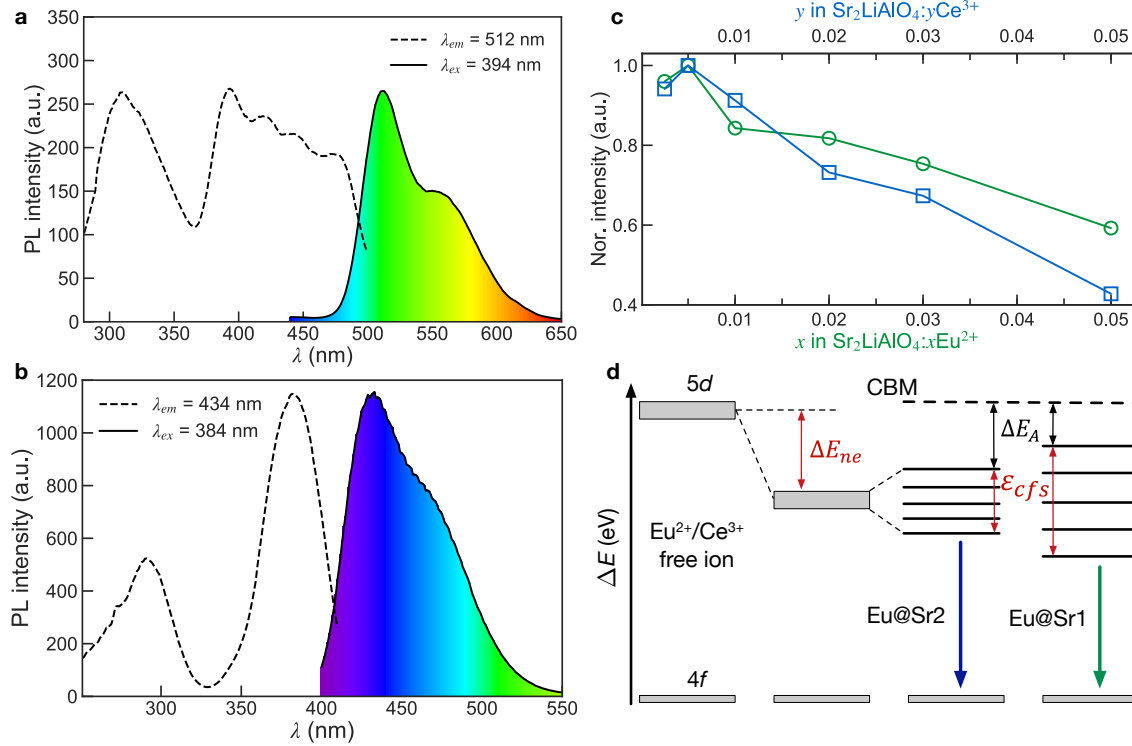 a
350
300
250
200
150
100
50
0
PL intensity (a.u.)
λem = 512 nm
λex = 394 nm
300 350 400 450 500 550 600 650
λ (nm)
b
1200
1000
800
600
400
200
0
PL intensity (a.u.)
λem = 434 nm
λex = 384 nm
300 350 400 450 500 550
λ (nm)
c
y in Sr2LiAlO4:yCe3+
0.01 0.02 0.03 0.04 0.05
1.0
0.8
0.6
0.4
Nor. intensity (a.u.)
0.01 0.02 0.03 0.04 0.05
x in Sr2LiAlO4:xEu2+
d
5d
CBM
ΔEne
ΔEA
εcfs
ΔE (eV)
Eu2+/Ce3+
free ion
Eu@Sr2
Eu@Sr1
4f